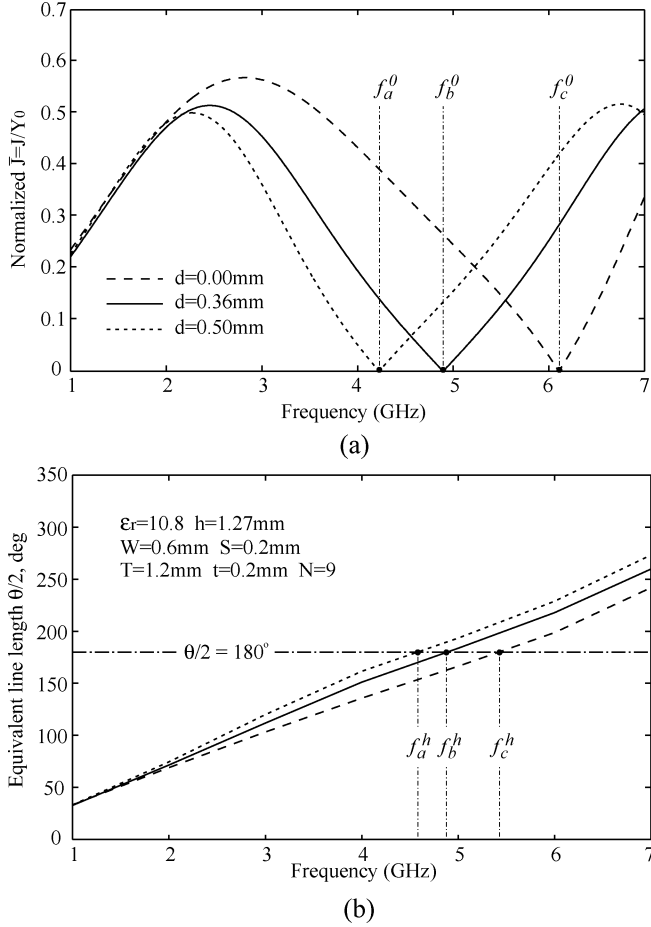 0.7
0.6
0.5
0.4
0.3
0.2
0.1
0
Normalized J̅=J/Y0
f_a^0 f_b^0 f_c^0
d=0.00mm
d=0.36mm
d=0.50mm
1 2 3 4 5 6 7
Frequency (GHz)
(a)
350
300
250
200
150
100
50
0
Equivalent line length θ/2, deg
εr=10.8 h=1.27mm
W=0.6mm S=0.2mm
T=1.2mm t=0.2mm N=9
θ/2 = 180°
f_a^h f_b^h f_c^h
1 2 3 4 5 6 7
Frequency (GHz)
(b)